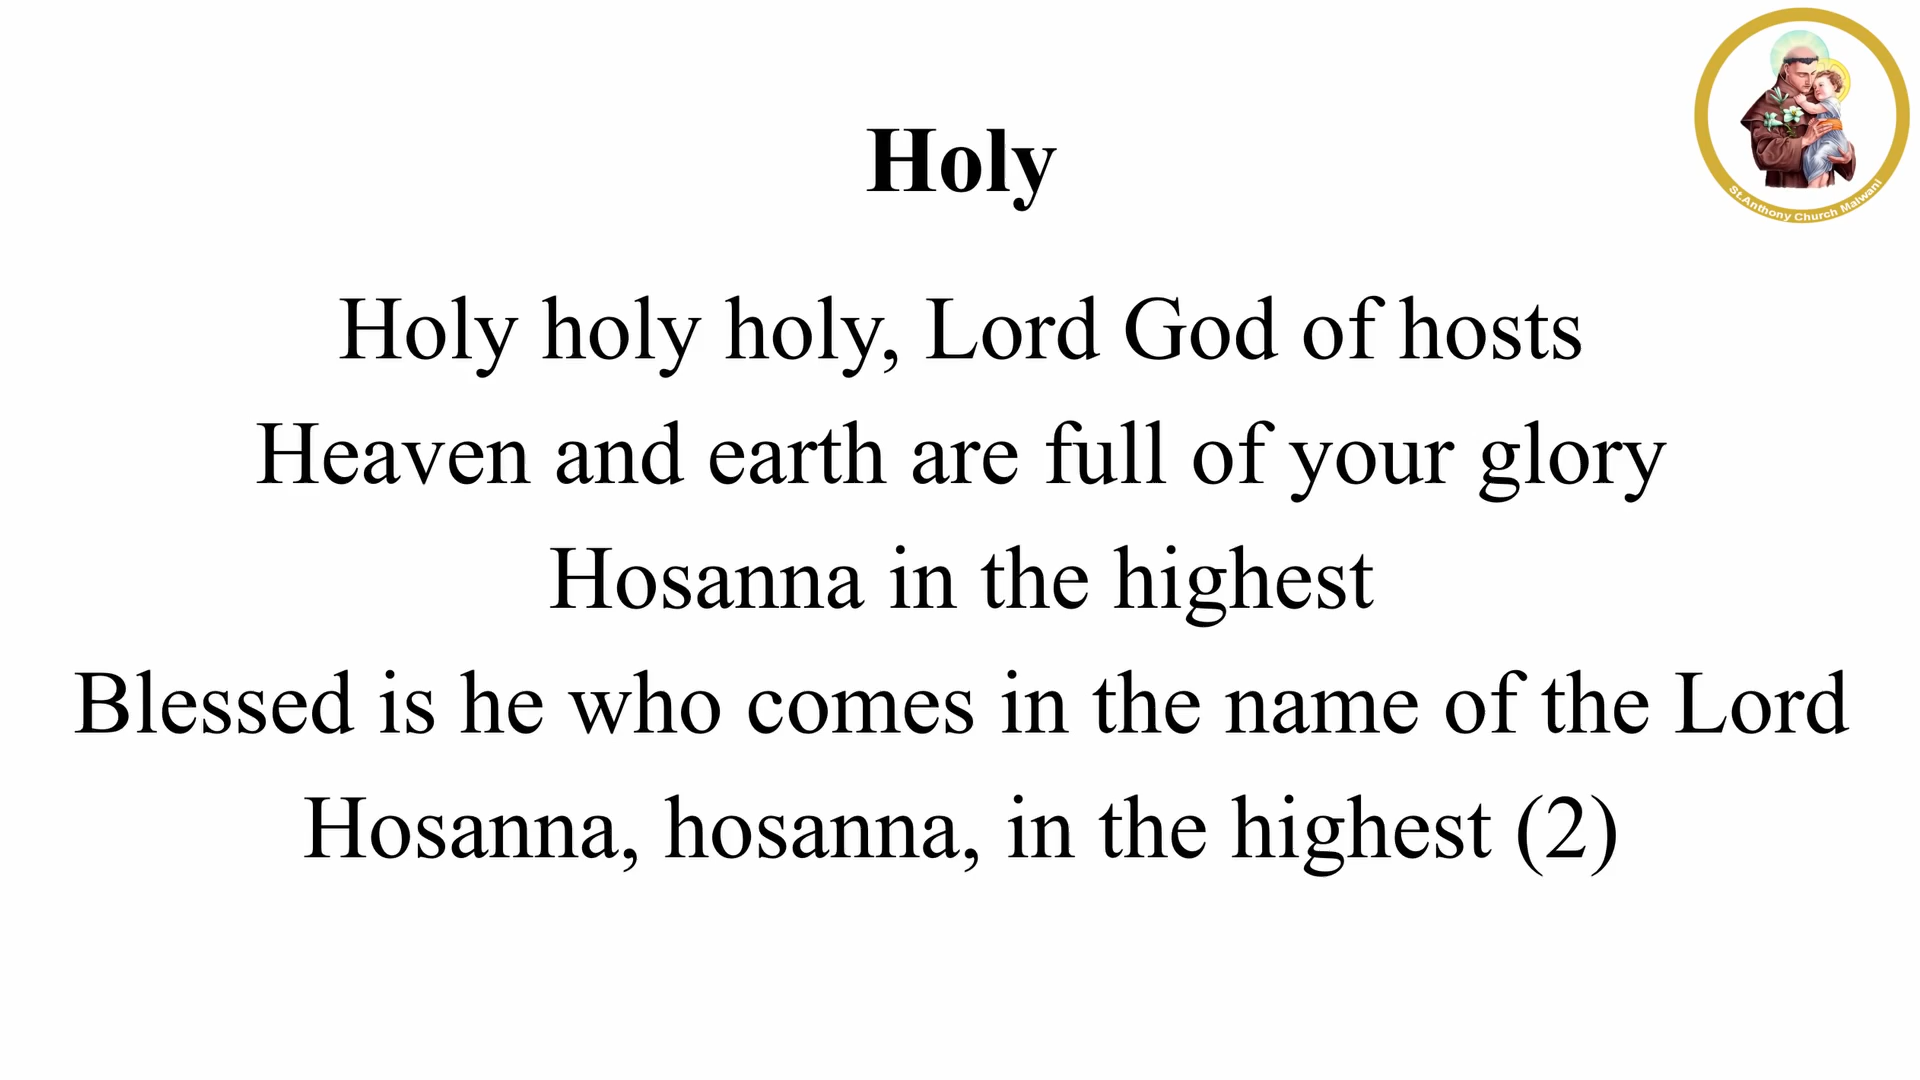 Holy
Holy holy holy, Lord God of hosts
Heaven and earth are full of your glory
Hosanna in the highest
Blessed is he who comes in the name of the Lord
Hosanna, hosanna, in the highest (2)
St.Anthony Church Malwani